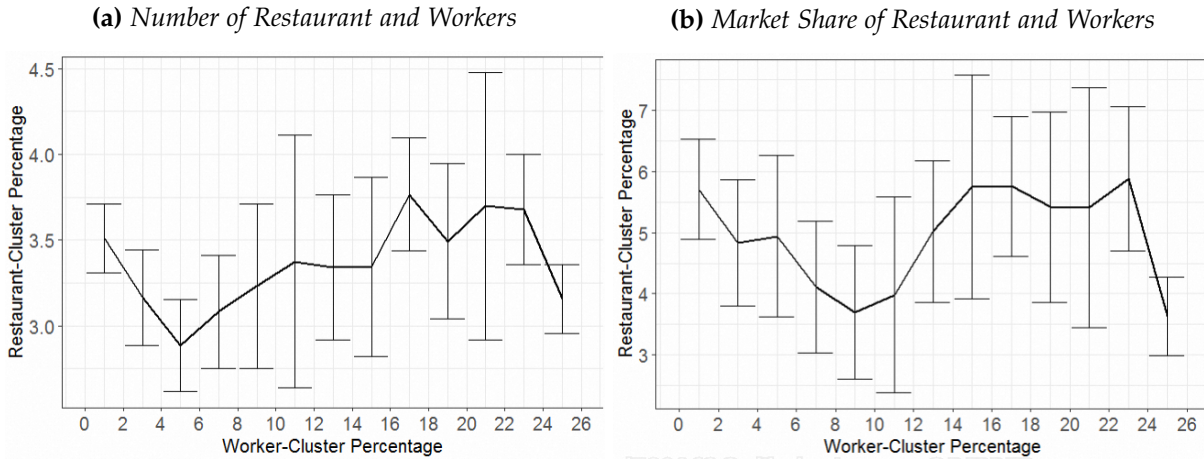 (a) Number of Restaurant and Workers
(b) Market Share of Restaurant and Workers
Restaurant-Cluster Percentage
4.5
4.0
3.5
3.0
0 2 4 6 8 10 12 14 16 18 20 22 24 26
Worker-Cluster Percentage
Restaurant-Cluster Percentage
7
6
5
4
3
0 2 4 6 8 10 12 14 16 18 20 22 24 26
Worker-Cluster Percentage